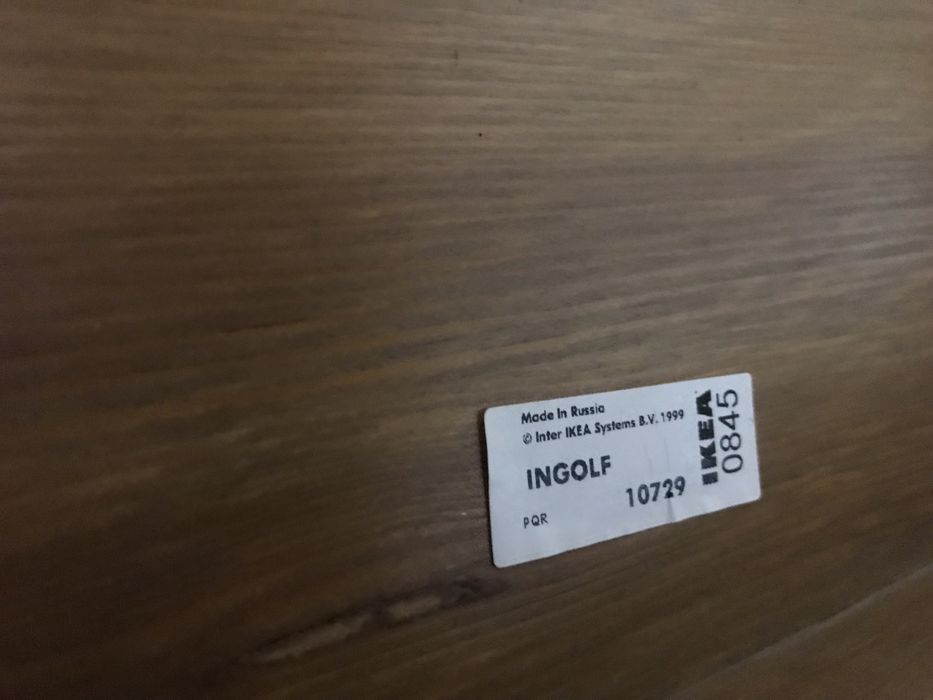 Made In Russia
© Inter IKEA Systems B.V. 1999
INGOLF
10729
PQR
IKEA
0845